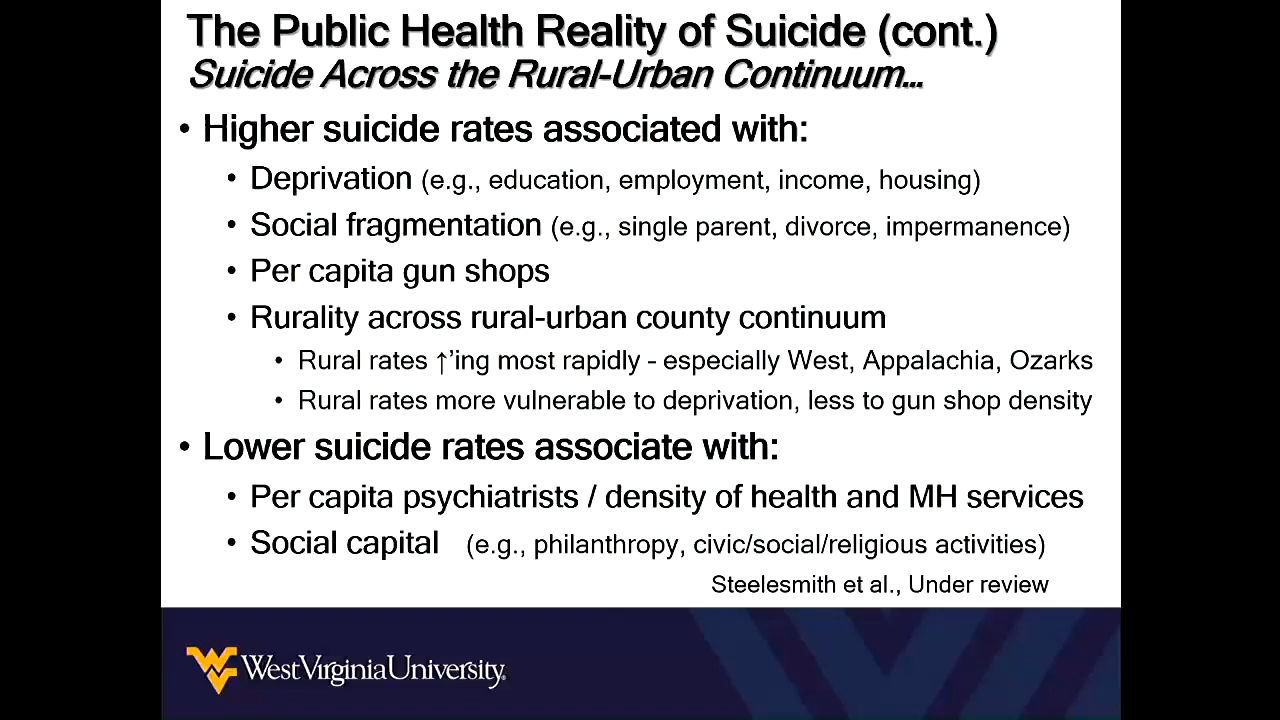 The Public Health Reality of Suicide (cont.)
Suicide Across the Rural-Urban Continuum...
• Higher suicide rates associated with:
• Deprivation (e.g., education, employment, income, housing)
• Social fragmentation (e.g., single parent, divorce, impermanence)
• Per capita gun shops
• Rurality across rural-urban county continuum
• Rural rates ↑'ing most rapidly - especially West, Appalachia, Ozarks
• Rural rates more vulnerable to deprivation, less to gun shop density
• Lower suicide rates associate with:
• Per capita psychiatrists / density of health and MH services
• Social capital (e.g., philanthropy, civic/social/religious activities)
Steelesmith et al., Under review
WestVirginiaUniversity.